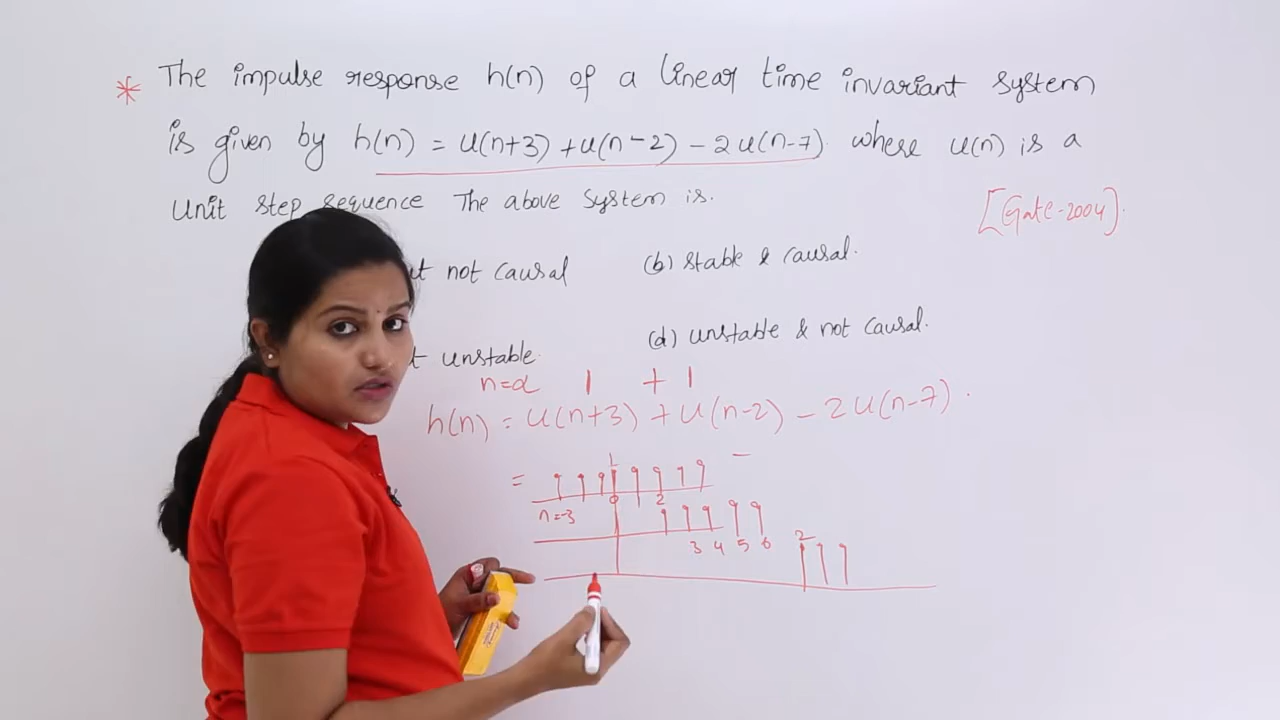 * The impulse response h(n) of a linear time invariant system
is given by h(n) = u(n+3) + u(n-2) - 2u(n-7). where u(n) is a
Unit step sequence The above system is.
[Gate-2004].
not causal
(b) stable & causal.
unstable.
(d) unstable & not causal.
n=α 1 + 1
h(n) = u(n+3) + u(n-2) - 2u(n-7).
= 1
n=-3 0 1 2
3 4 5 6
2